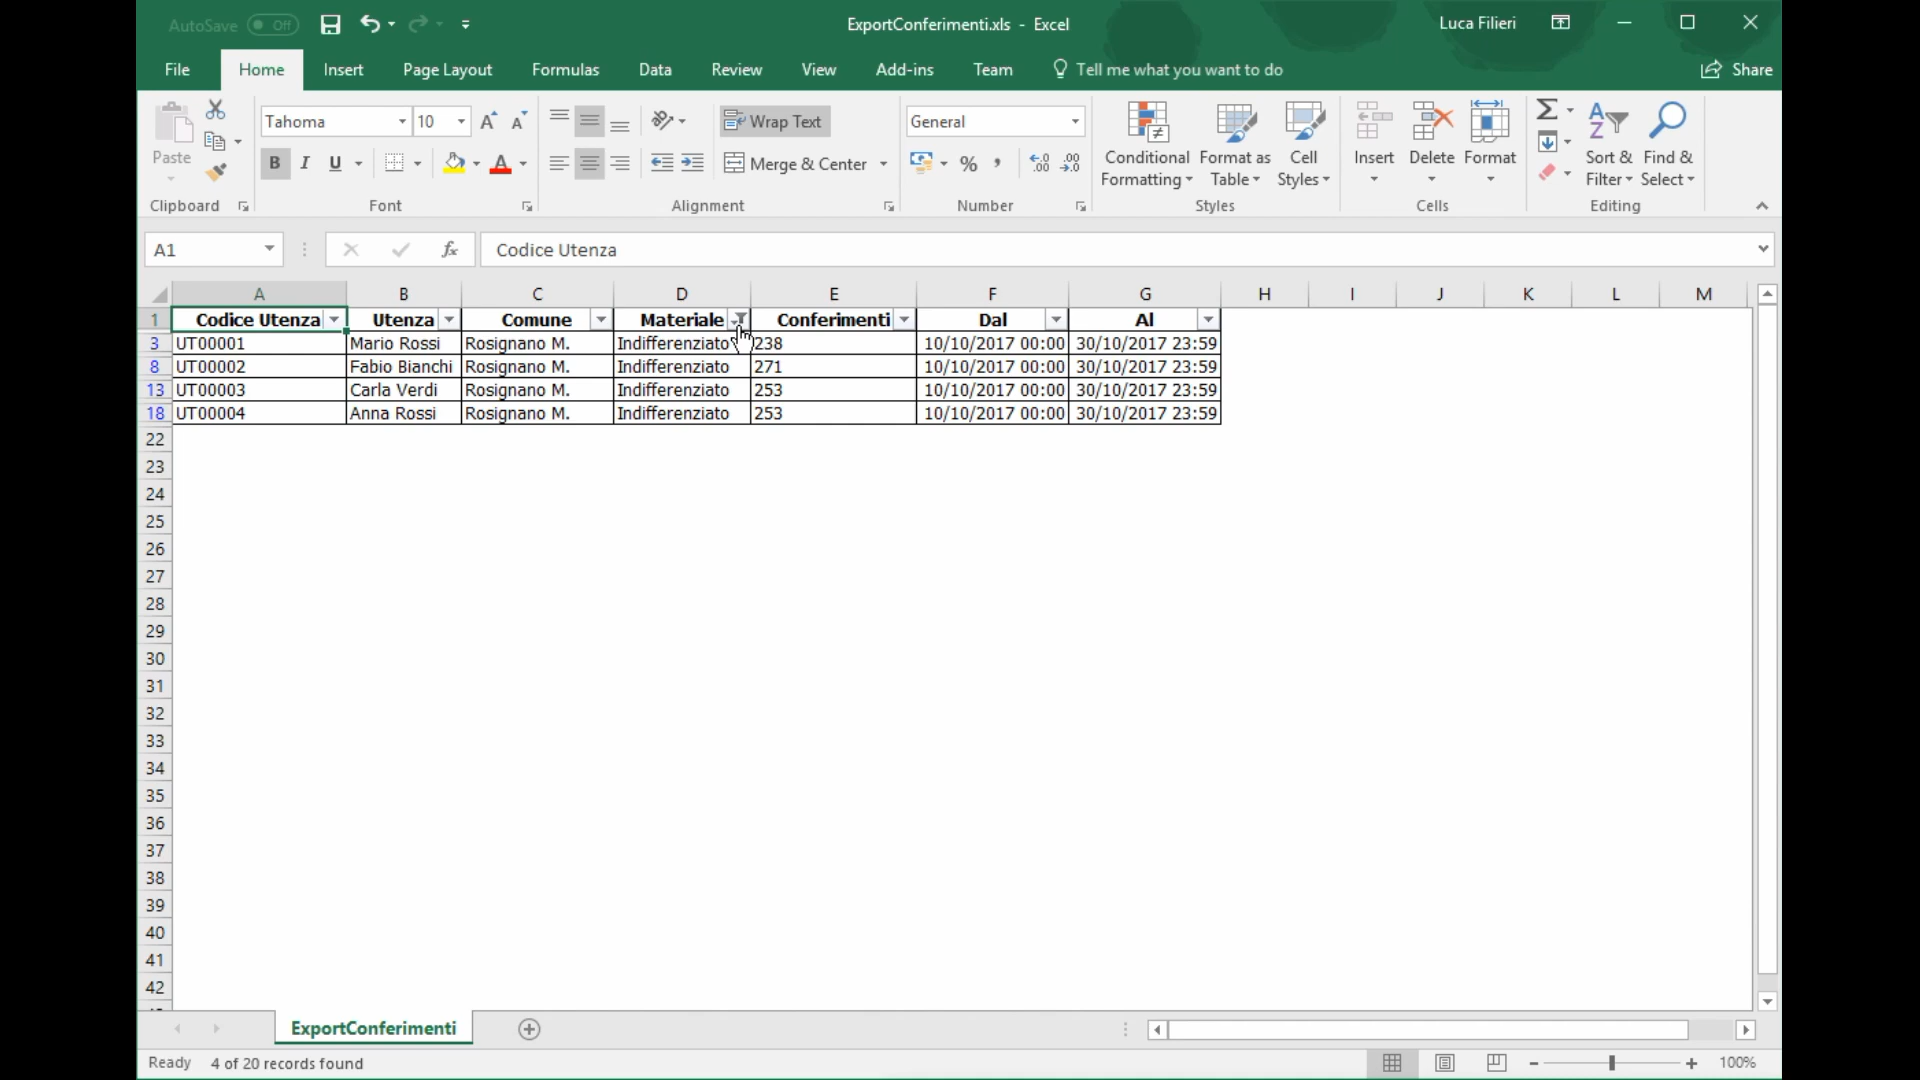 AutoSave Off ExportConferimenti.xls - Excel Luca Filieri
File Home Insert Page Layout Formulas Data Review View Add-ins Team Tell me what you want to do Share
Tahoma 10 Wrap Text General
Paste B I U A Merge & Center % , Conditional Formatting Format as Table Cell Styles Insert Delete Format Sort & Filter Find & Select
Clipboard Font Alignment Number Styles Cells Editing
A1 fx Codice Utenza
A B C D E F G H I J K L M
1 Codice Utenza Utenza Comune Materiale Conferimenti Dal Al
3 UT00001 Mario Rossi Rosignano M. Indifferenziato 238 10/10/2017 00:00 30/10/2017 23:59
8 UT00002 Fabio Bianchi Rosignano M. Indifferenziato 271 10/10/2017 00:00 30/10/2017 23:59
13 UT00003 Carla Verdi Rosignano M. Indifferenziato 253 10/10/2017 00:00 30/10/2017 23:59
18 UT00004 Anna Rossi Rosignano M. Indifferenziato 253 10/10/2017 00:00 30/10/2017 23:59
22
23
24
25
26
27
28
29
30
31
32
33
34
35
36
37
38
39
40
41
42
ExportConferimenti
Ready 4 of 20 records found 100%